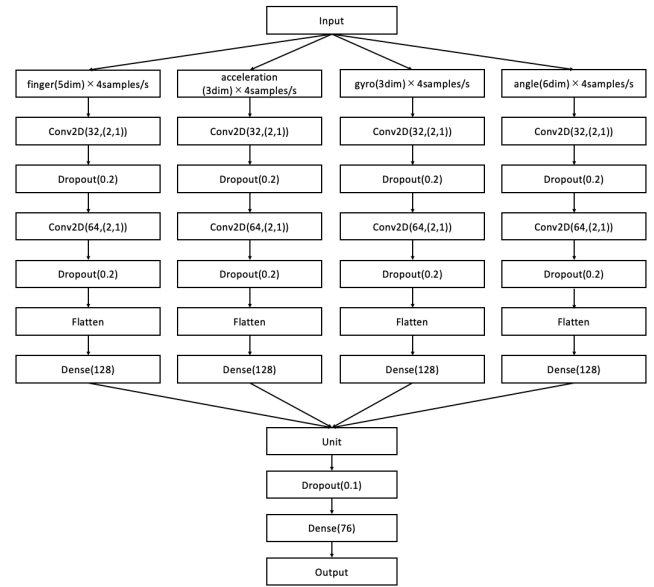 Input
finger(5dim)×4samples/s
acceleration
(3dim)×4samples/s
gyro(3dim)×4samples/s
angle(6dim)×4samples/s
Conv2D(32,(2,1))
Conv2D(32,(2,1))
Conv2D(32,(2,1))
Conv2D(32,(2,1))
Dropout(0.2)
Dropout(0.2)
Dropout(0.2)
Dropout(0.2)
Conv2D(64,(2,1))
Conv2D(64,(2,1))
Conv2D(64,(2,1))
Conv2D(64,(2,1))
Dropout(0.2)
Dropout(0.2)
Dropout(0.2)
Dropout(0.2)
Flatten
Flatten
Flatten
Flatten
Dense(128)
Dense(128)
Dense(128)
Dense(128)
Unit
Dropout(0.1)
Dense(76)
Output